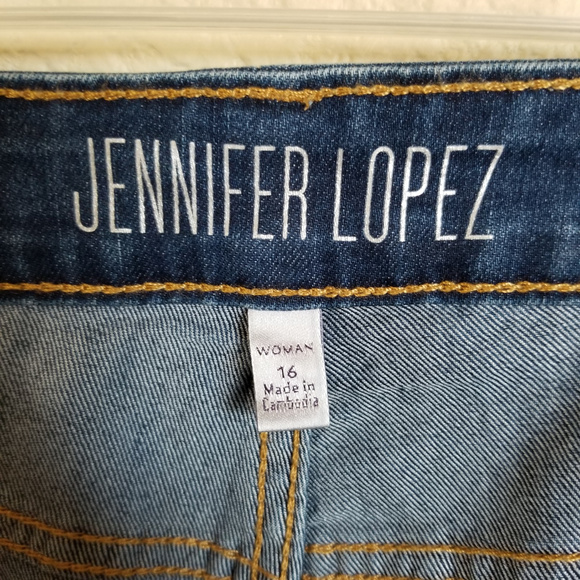 JENNIFER LOPEZ
WOMAN
16
Made in
Cambodia